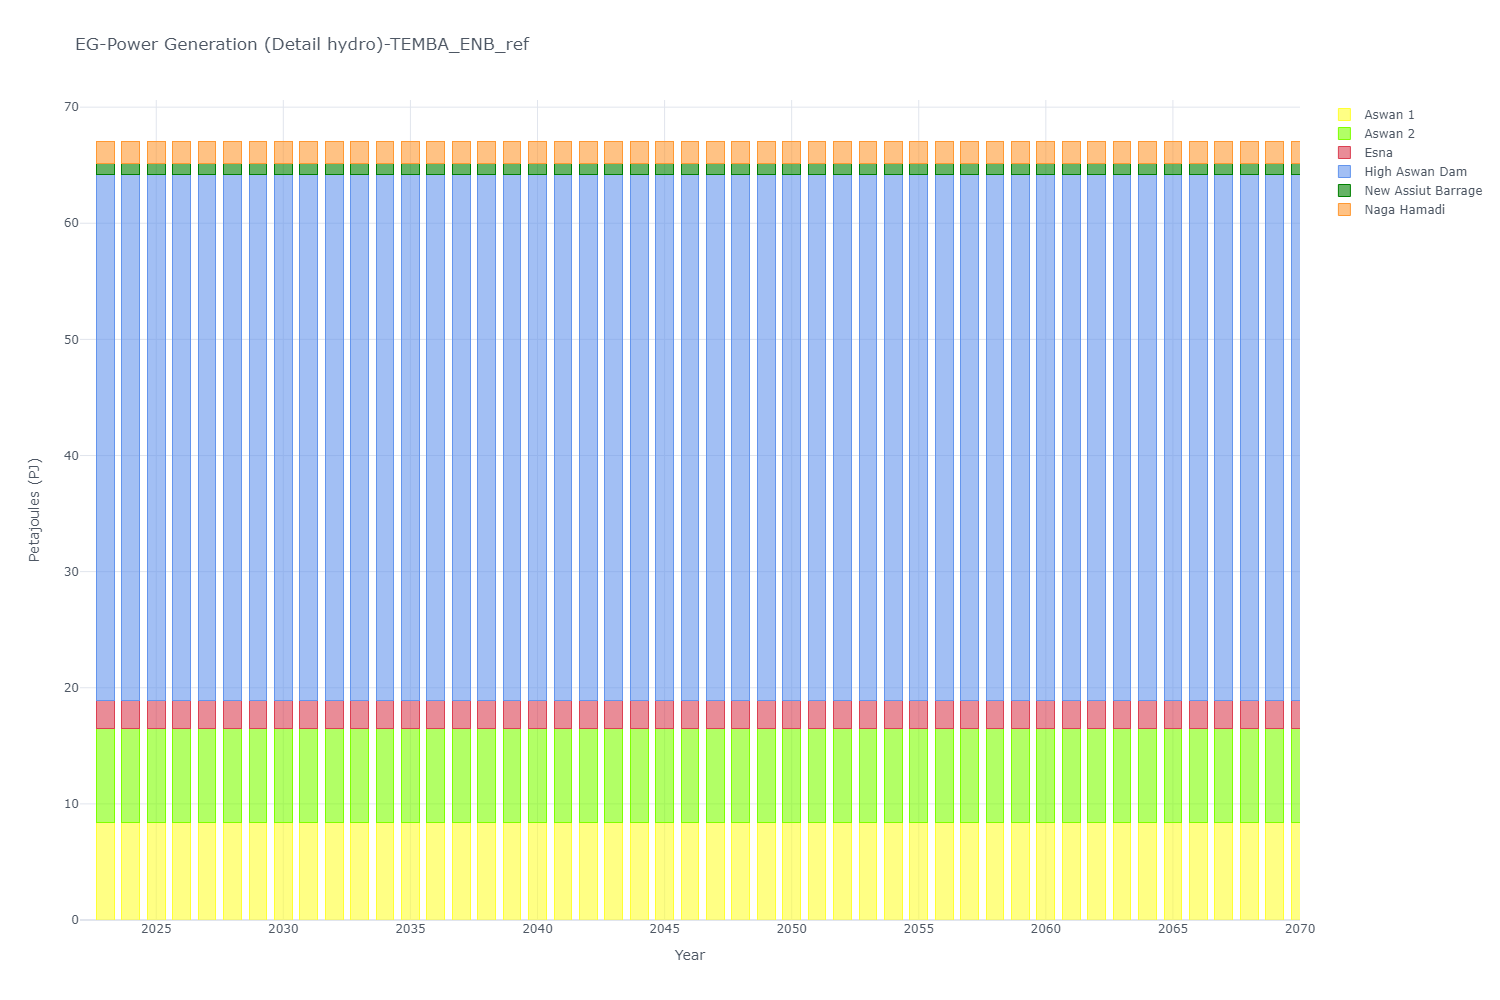 EG-Power Generation (Detail hydro)-TEMBA_ENB_ref
70
60
50
40
30
20
10
0
Petajoules (PJ)
2025 2030 2035 2040 2045 2050 2055 2060 2065 2070
Year
Aswan 1
Aswan 2
Esna
High Aswan Dam
New Assiut Barrage
Naga Hamadi